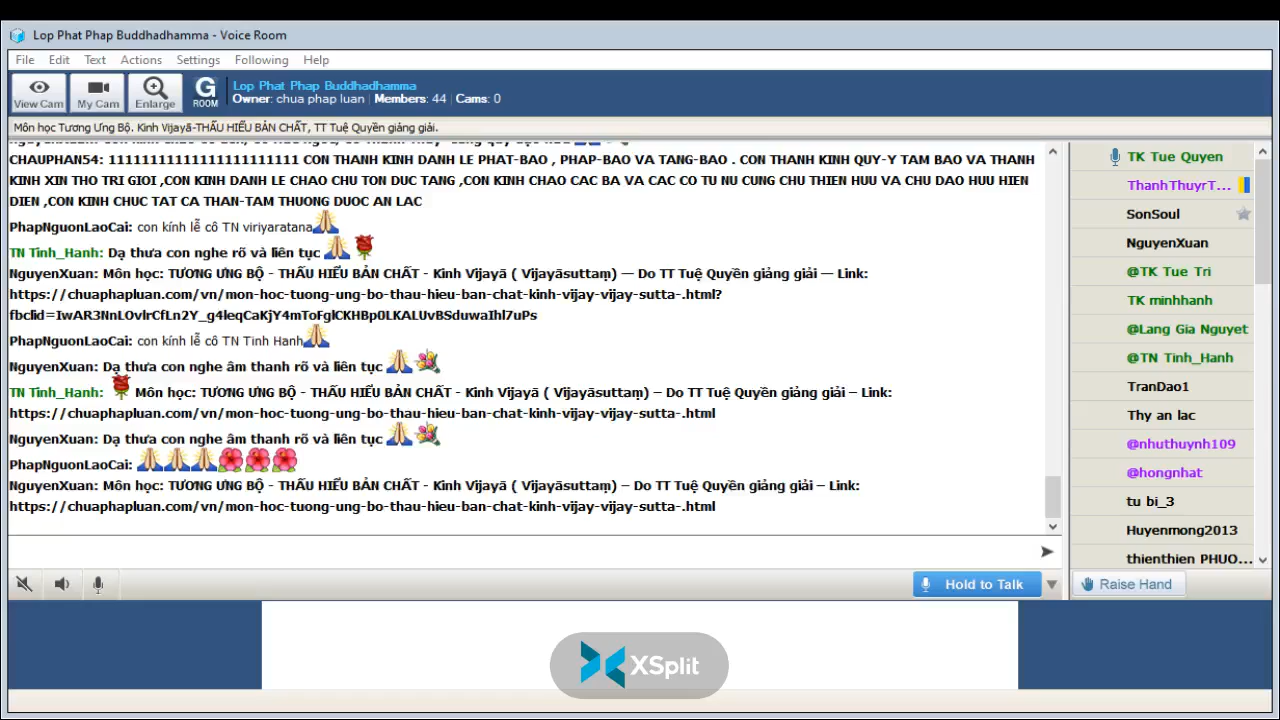 Lop Phat Phap Buddhadhamma - Voice Room
File Edit Text Actions Settings Following Help
View Cam My Cam Enlarge G ROOM
Lop Phat Phap Buddhadhamma
Owner: chua phap luan | Members: 44 | Cams: 0
Môn học Tương Ưng Bộ. Kinh Vijayā-THẤU HIỂU BẢN CHẤT, TT Tuệ Quyền giảng giải.
CHAUPHAN54: 11111111111111111111111 CON THANH KINH DANH LE PHAT-BAO , PHAP-BAO VA TANG-BAO . CON THANH KINH QUY-Y TAM BAO VA THANH
KINH XIN THO TRI GIOI ,CON KINH DANH LE CHAO CHU TON DUC TANG ,CON KINH CHAO CAC BA VA CAC CO TU NU CUNG CHU THIEN HUU VA CHU DAO HUU HIEN
DIEN ,CON KINH CHUC TAT CA THAN-TAM THUONG DUOC AN LAC
PhapNguonLaoCai: con kính lễ cô TN viriyaratana
TN Tinh_Hanh: Dạ thưa con nghe rõ và liên tục
NguyenXuan: Môn học: TƯƠNG ƯNG BỘ - THẤU HIỂU BẢN CHẤT - Kinh Vijayā ( Vijayāsuttaṃ) — Do TT Tuệ Quyền giảng giải — Link:
https://chuaphapluan.com/vn/mon-hoc-tuong-ung-bo-thau-hieu-ban-chat-kinh-vijay-vijay-sutta-.html?
fbclid=IwAR3NnLOvlrCfLn2Y_g4leqCaKjY4mToFglCKHBp0LKALUvBSduwaIhl7uPs
PhapNguonLaoCai: con kính lễ cô TN Tinh Hanh
NguyenXuan: Dạ thưa con nghe âm thanh rõ và liên tục
TN Tinh_Hanh: Môn học: TƯƠNG ƯNG BỘ - THẤU HIỂU BẢN CHẤT - Kinh Vijayā ( Vijayāsuttaṃ) – Do TT Tuệ Quyền giảng giải – Link:
https://chuaphapluan.com/vn/mon-hoc-tuong-ung-bo-thau-hieu-ban-chat-kinh-vijay-vijay-sutta-.html
NguyenXuan: Dạ thưa con nghe âm thanh rõ và liên tục
PhapNguonLaoCai:
NguyenXuan: Môn học: TƯƠNG ƯNG BỘ - THẤU HIỂU BẢN CHẤT - Kinh Vijayā ( Vijayāsuttaṃ) – Do TT Tuệ Quyền giảng giải – Link:
https://chuaphapluan.com/vn/mon-hoc-tuong-ung-bo-thau-hieu-ban-chat-kinh-vijay-vijay-sutta-.html
TK Tue Quyen
ThanhThuyrT...
SonSoul
NguyenXuan
@TK Tue Tri
TK minhhanh
@Lang Gia Nguyet
@TN Tinh_Hanh
TranDao1
Thy an lac
@nhuthuynh109
@hongnhat
tu bi_3
Huyenmong2013
thienthien PHUO...
Hold to Talk
Raise Hand
XSplit